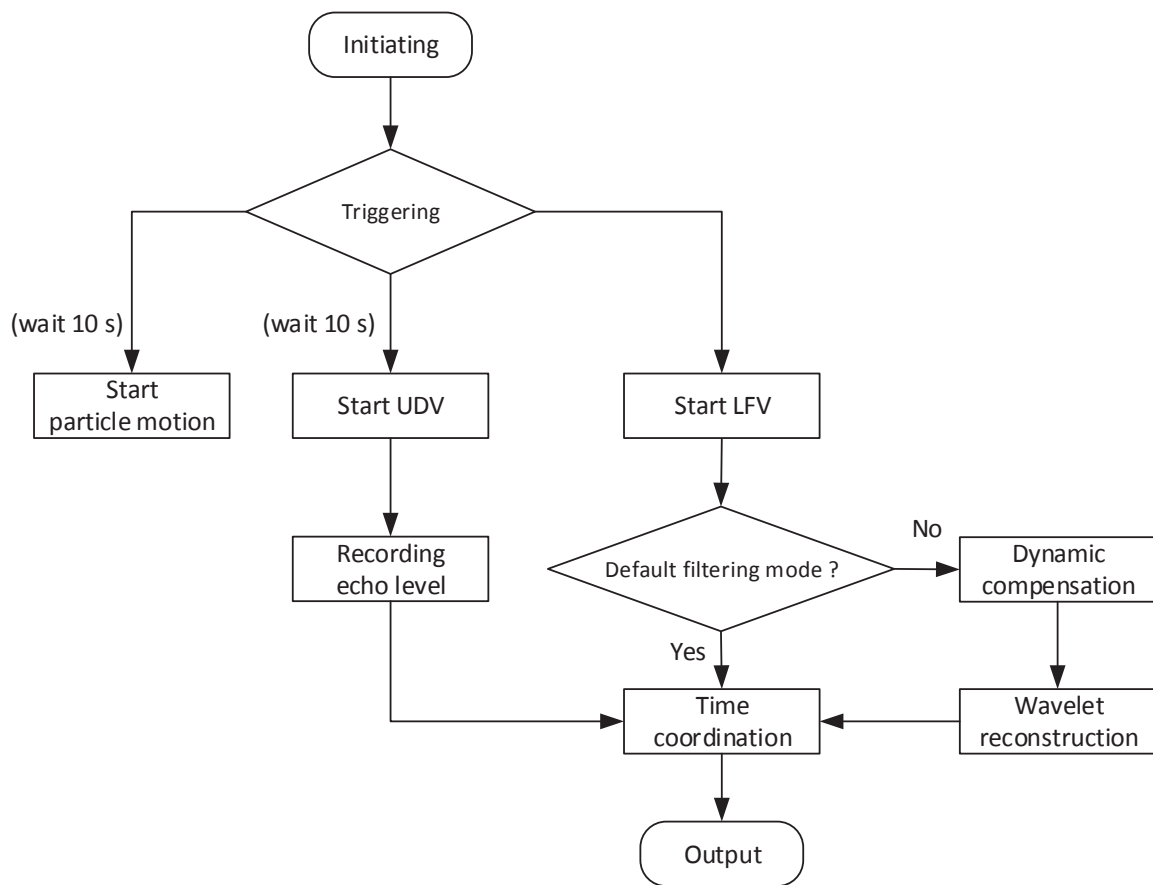 Initiating
Triggering
(wait 10 s)
(wait 10 s)
Start
particle motion
Start UDV
Start LFV
Recording
echo level
Default filtering mode ?
No
Dynamic
compensation
Yes
Time
coordination
Wavelet
reconstruction
Output